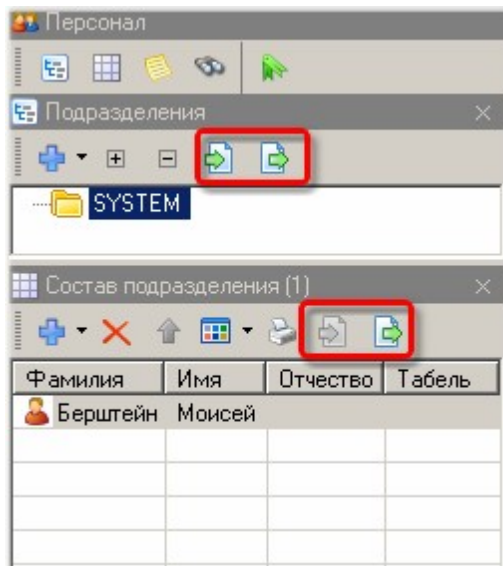 Персонал
Подразделения
SYSTEM
Состав подразделения (1)
Фамилия Имя Отчество Табель
Берштейн Моисей